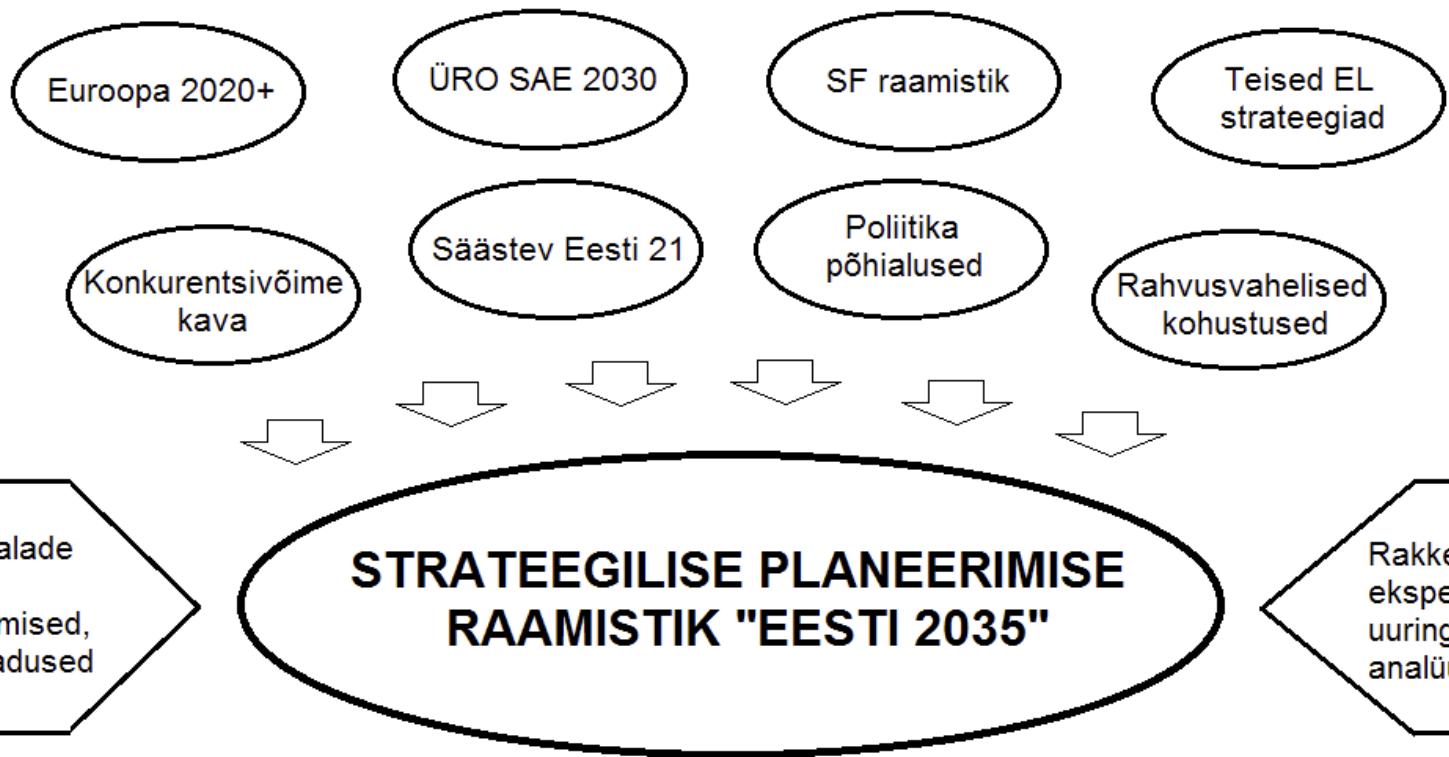 Euroopa 2020+
ÜRO SAE 2030
SF raamistik
Teised EL
strateegiad
Konkurentsivõime
kava
Säästev Eesti 21
Poliitika
põhialused
Rahvusvahelised
kohustused
STRATEEGILISE PLANEERIMISE
RAAMISTIK "EESTI 2035"